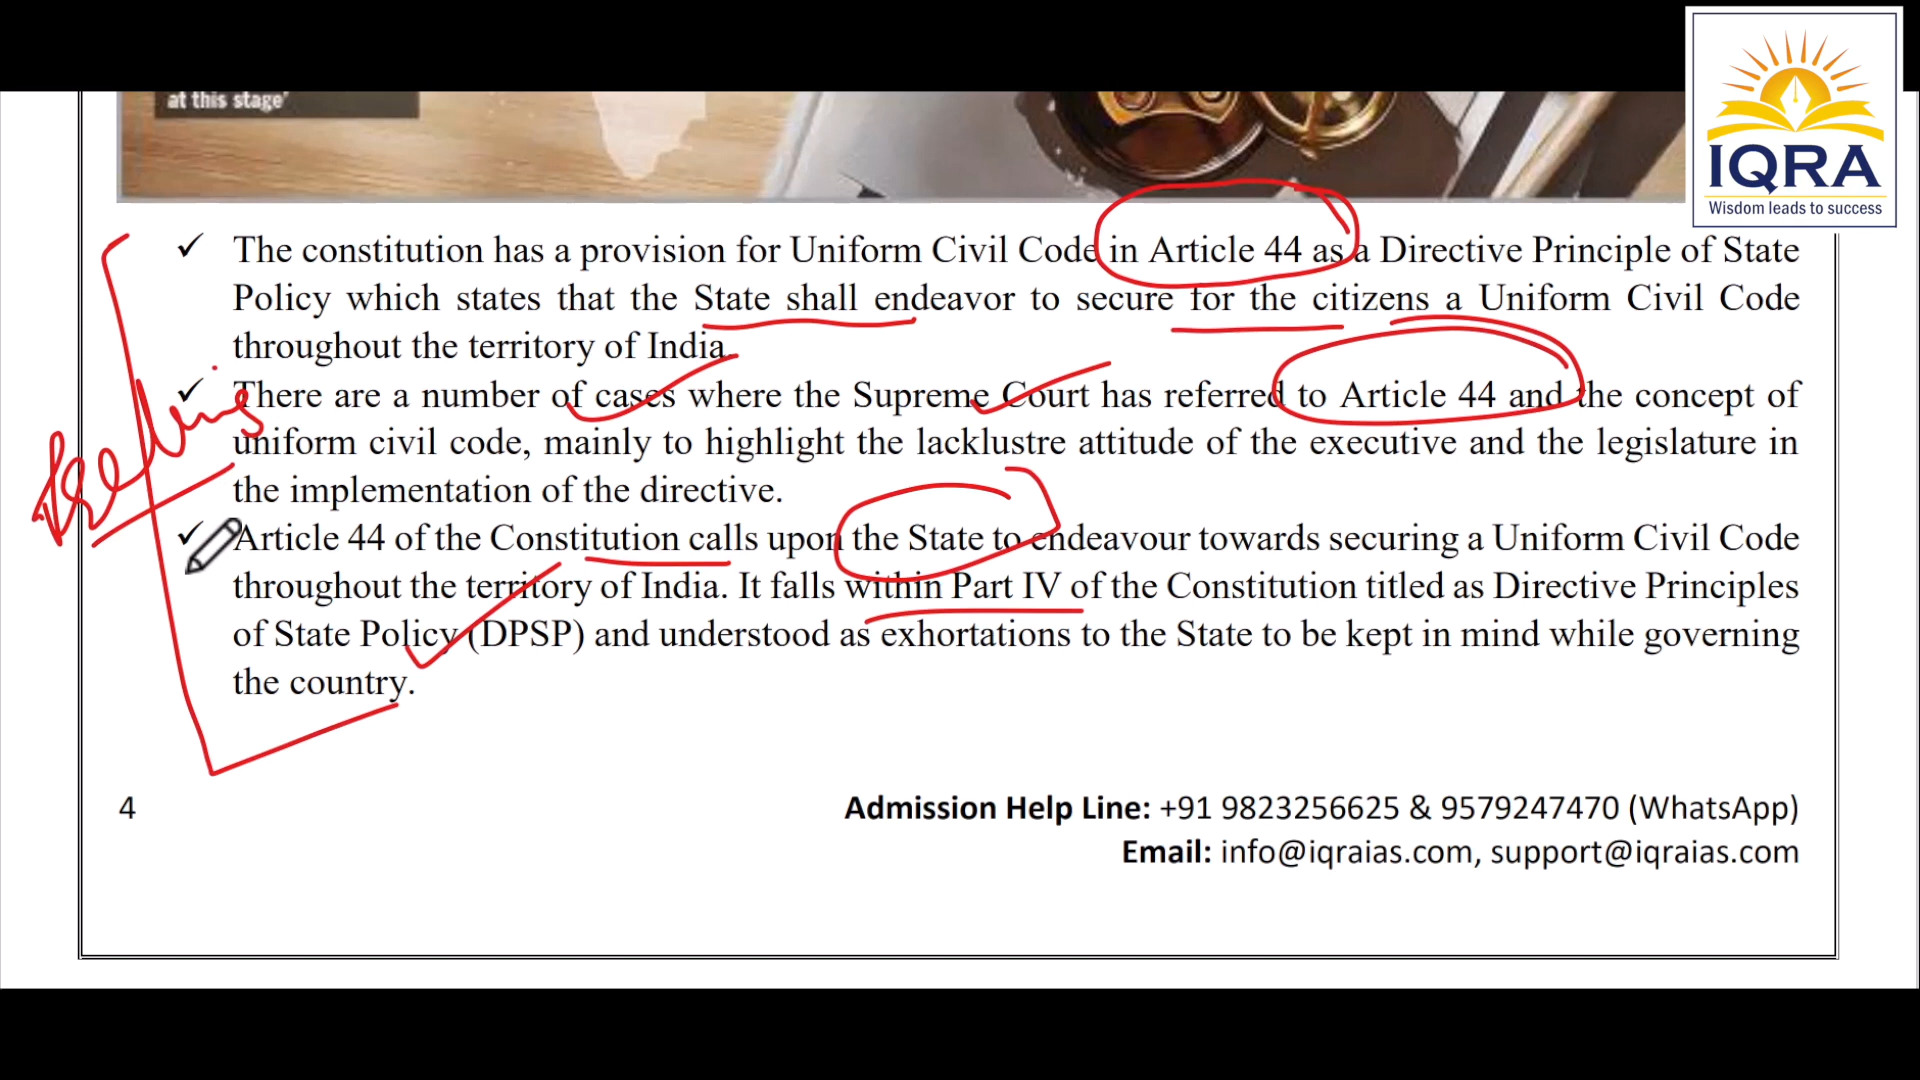 at this stage'
IQRA
Wisdom leads to success
✓ The constitution has a provision for Uniform Civil Code in Article 44 as a Directive Principle of State
Policy which states that the State shall endeavor to secure for the citizens a Uniform Civil Code
throughout the territory of India.
✓ There are a number of cases where the Supreme Court has referred to Article 44 and the concept of
uniform civil code, mainly to highlight the lacklustre attitude of the executive and the legislature in
the implementation of the directive.
✓ Article 44 of the Constitution calls upon the State to endeavour towards securing a Uniform Civil Code
throughout the territory of India. It falls within Part IV of the Constitution titled as Directive Principles
of State Policy (DPSP) and understood as exhortations to the State to be kept in mind while governing
the country.
4
Admission Help Line: +91 9823256625 & 9579247470 (WhatsApp)
Email: info@iqraias.com, support@iqraias.com